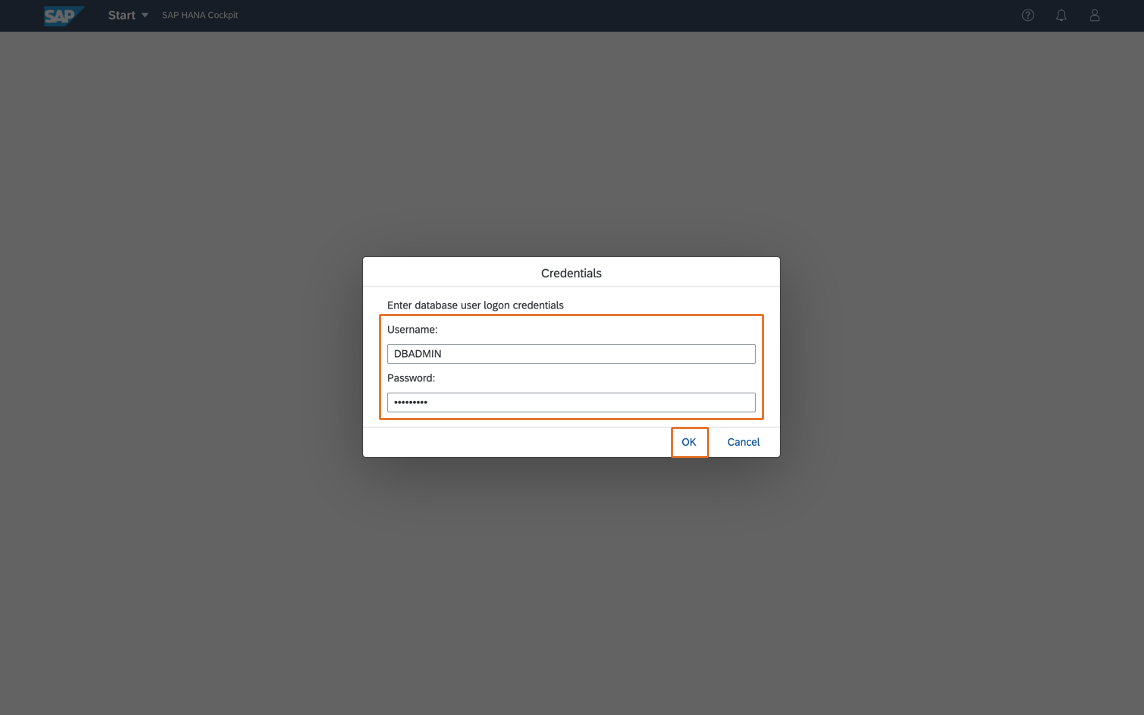 SAP Start SAP HANA Cockpit
Credentials
Enter database user logon credentials
Username:
DBADMIN
Password:
•••••••••
OK Cancel